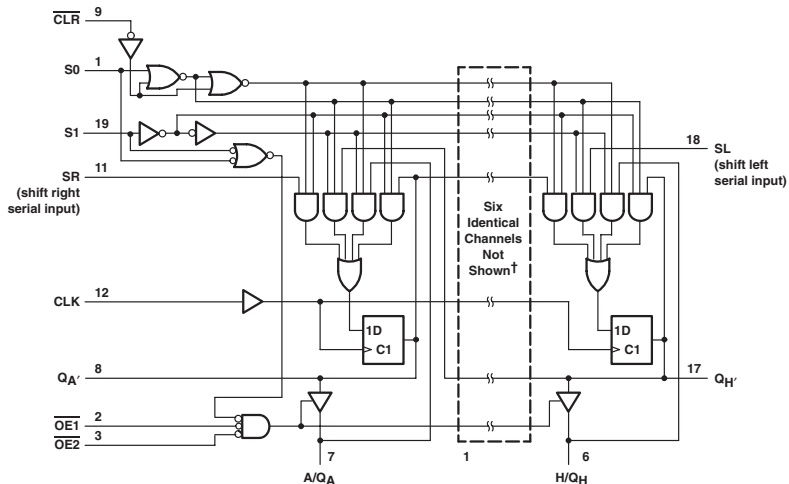 CLR 9
S0 1
S1 19
SR 11
(shift right
serial input)
18 SL
(shift left
serial input)
Six
Identical
Channels
Not
Shown†
CLK 12
1D
C1
1D
C1
QA′ 8
17 QH′
OE1 2
OE2 3
7
1
6
A/QA
H/QH